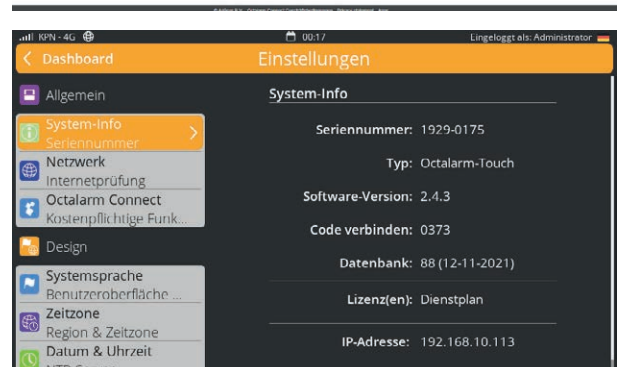 KPN - 4G
00:17
Lingeloggt als: Administrator
Dashboard
Einstellungen
Allgemein
System-Info
Seriennummer
Netzwerk
Internetprüfung
Octalarm Connect
Kostenpflichtige Funk...
Design
Systemsprache
Benutzeroberfläche ...
Zeitzone
Region & Zeitzone
Datum & Uhrzeit
System-Info
Seriennummer: 1929-0175
Typ: Octalarm-Touch
Software-Version: 2.4.3
Code verbinden: 0373
Datenbank: 88 (12-11-2021)
Lizenz(en): Dienstplan
IP-Adresse: 192.168.10.113